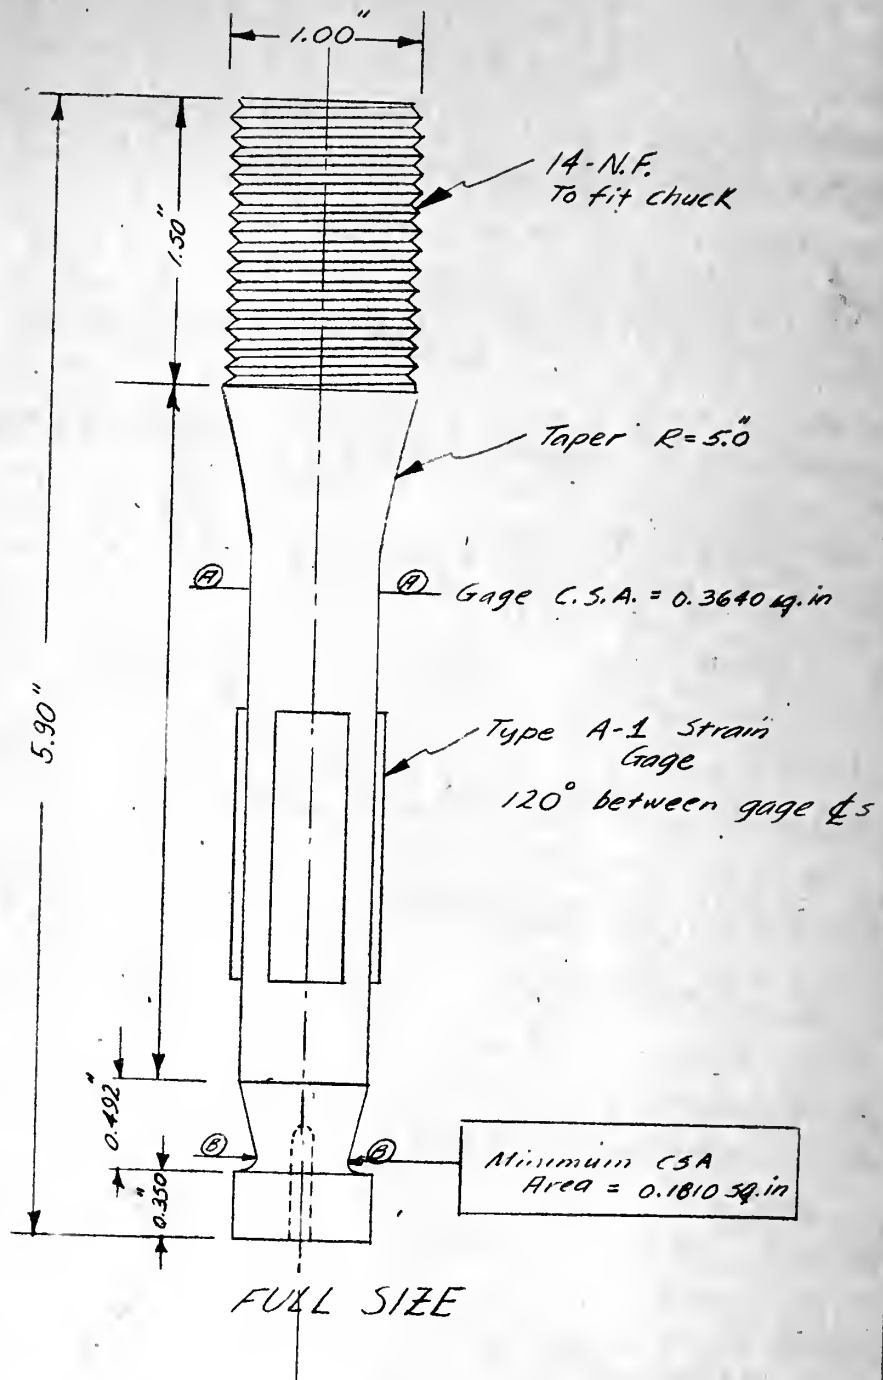 1.00"
14-N.F.
To fit chuck
1.50"
Taper R=5.0"
A
A
Gage C.S.A. = 0.3640 sq.in
5.90"
Type A-1 Strain
Gage
120° between gage ℄s
0.492"
B
B
Minimum CSA
Area = 0.1810 sq.in
0.350"
FULL SIZE